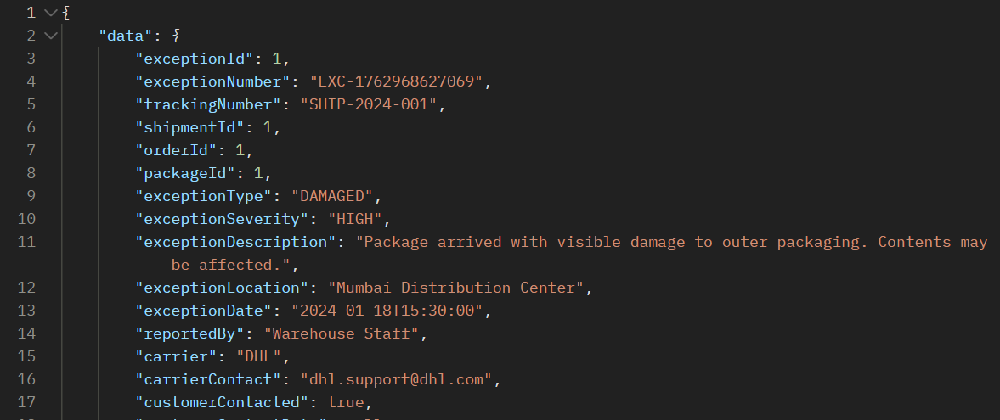 1 {
2 "data": {
3 "exceptionId": 1,
4 "exceptionNumber": "EXC-1762968627069",
5 "trackingNumber": "SHIP-2024-001",
6 "shipmentId": 1,
7 "orderId": 1,
8 "packageId": 1,
9 "exceptionType": "DAMAGED",
10 "exceptionSeverity": "HIGH",
11 "exceptionDescription": "Package arrived with visible damage to outer packaging. Contents may
be affected.",
12 "exceptionLocation": "Mumbai Distribution Center",
13 "exceptionDate": "2024-01-18T15:30:00",
14 "reportedBy": "Warehouse Staff",
15 "carrier": "DHL",
16 "carrierContact": "dhl.support@dhl.com",
17 "customerContacted": true,